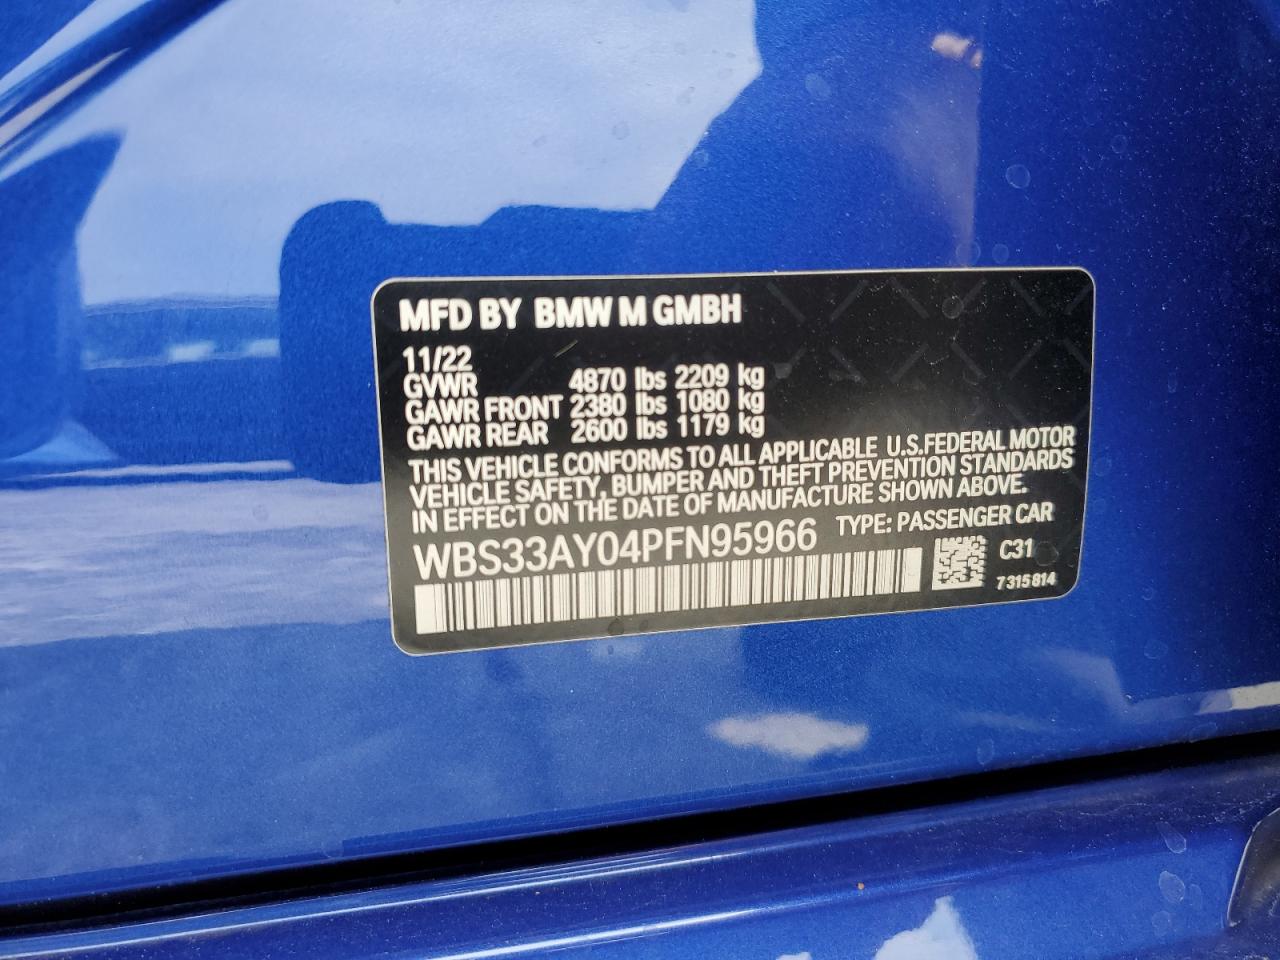 MFD BY BMW M GMBH
11/22
GVWR 4870 lbs 2209 kg
GAWR FRONT 2380 lbs 1080 kg
GAWR REAR 2600 lbs 1179 kg
THIS VEHICLE CONFORMS TO ALL APPLICABLE U.S.FEDERAL MOTOR
VEHICLE SAFETY, BUMPER AND THEFT PREVENTION STANDARDS
IN EFFECT ON THE DATE OF MANUFACTURE SHOWN ABOVE.
WBS33AY04PFN95966 TYPE: PASSENGER CAR
C31
7315814